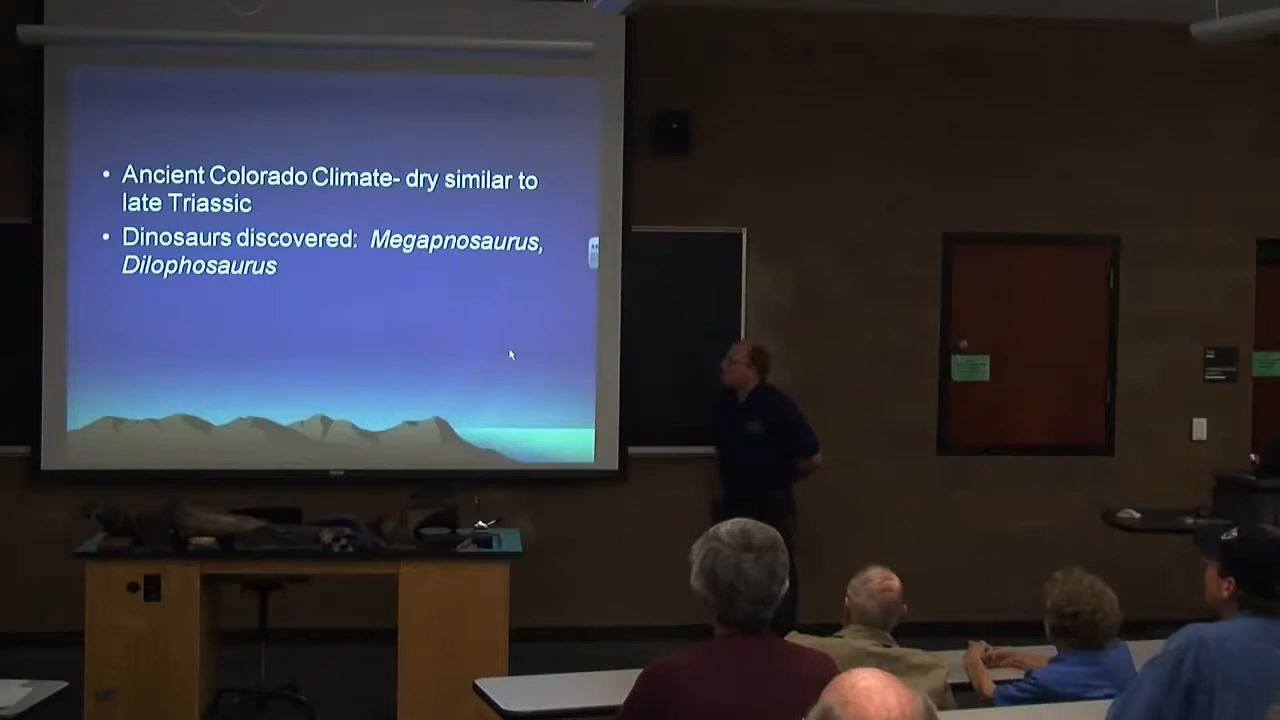 • Ancient Colorado Climate- dry similar to
late Triassic
• Dinosaurs discovered: Megapnosaurus,
Dilophosaurus